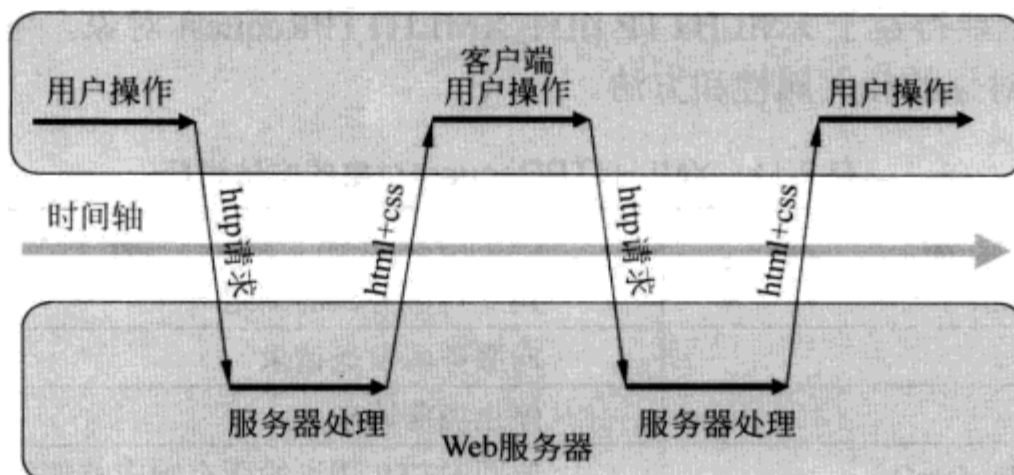 客户端
用户操作
用户操作
用户操作
时间轴
http请求
html+css
http请求
html+css
服务器处理
服务器处理
Web服务器